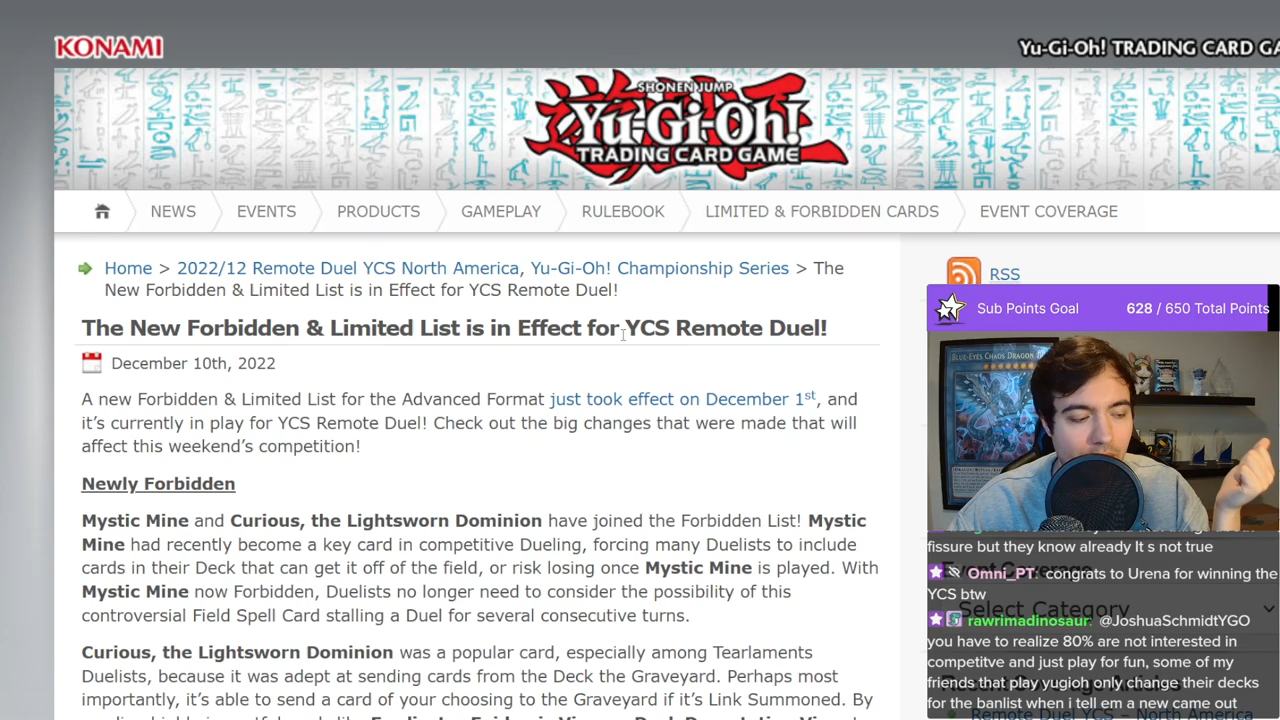 KONAMI
Yu-Gi-Oh! TRADING CARD GA
SHONEN JUMP
Yu-Gi-Oh!
TRADING CARD GAME
NEWS
EVENTS
PRODUCTS
GAMEPLAY
RULEBOOK
LIMITED & FORBIDDEN CARDS
EVENT COVERAGE
Home > 2022/12 Remote Duel YCS North America, Yu-Gi-Oh! Championship Series > The
New Forbidden & Limited List is in Effect for YCS Remote Duel!
The New Forbidden & Limited List is in Effect for YCS Remote Duel!
December 10th, 2022
A new Forbidden & Limited List for the Advanced Format just took effect on December 1st, and
it’s currently in play for YCS Remote Duel! Check out the big changes that were made that will
affect this weekend’s competition!
Newly Forbidden
Mystic Mine and Curious, the Lightsworn Dominion have joined the Forbidden List! Mystic
Mine had recently become a key card in competitive Dueling, forcing many Duelists to include
cards in their Deck that can get it off of the field, or risk losing once Mystic Mine is played. With
Mystic Mine now Forbidden, Duelists no longer need to consider the possibility of this
controversial Field Spell Card stalling a Duel for several consecutive turns.
Curious, the Lightsworn Dominion was a popular card, especially among Tearlaments
Duelists, because it was adept at sending cards from the Deck the Graveyard. Perhaps most
importantly, it’s able to send a card of your choosing to the Graveyard if it’s Link Summoned. By
RSS
Sub Points Goal 628 / 650 Total Points
BLUE-EYES CHAOS DRAGON
fissure but they know already It s not true
Omni_PT: congrats to Urena for winning the
YCS btw
Select Category
rawrimadinosaur: @JoshuaSchmidtYGO
you have to realize 80% are not interested in
competitve and just play for fun, some of my
friends that play yugioh only change their decks
for the banlist when i tell em a new came out